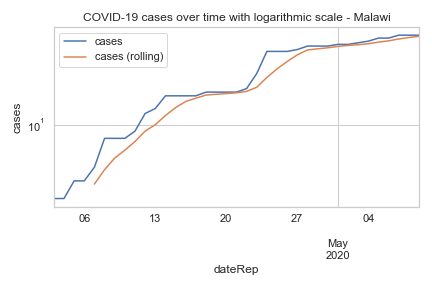 COVID-19 cases over time with logarithmic scale - Malawi
cases
cases (rolling)
cases
10¹
06
13
20
27
04
May
2020
dateRep